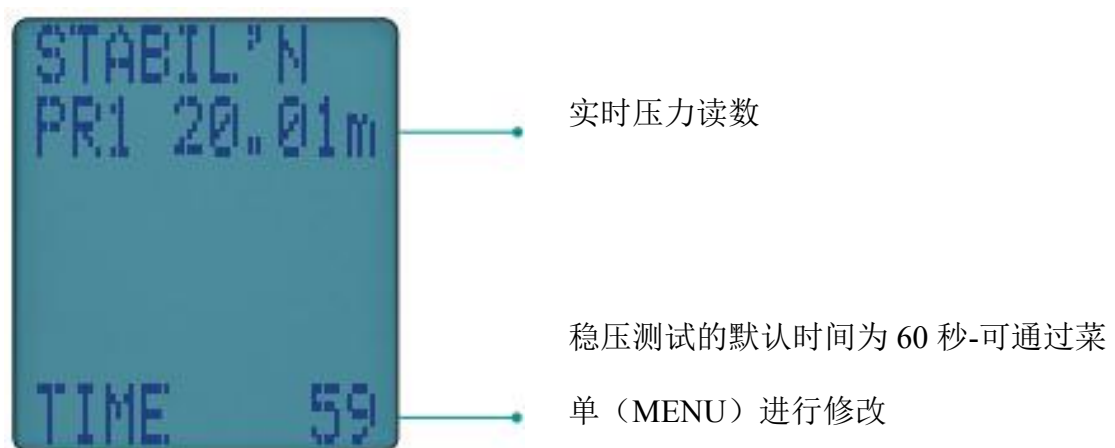 STABIL'N
PR1 20.01m
实时压力读数
稳压测试的默认时间为 60 秒-可通过菜
单（MENU）进行修改
TIME 59